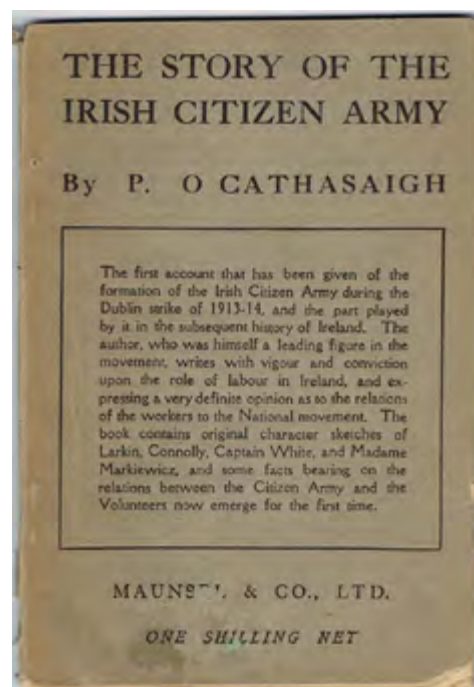 THE STORY OF THE
IRISH CITIZEN ARMY
By P. O CATHASAIGH
The first account that has been given of the
formation of the Irish Citizen Army during the
Dublin strike of 1913-14, and the part played
by it in the subsequent history of Ireland. The
author, who was himself a leading figure in the
movement, writes with vigour and conviction
upon the role of labour in Ireland, and ex-
pressing a very definite opinion as to the relations
of the workers to the National movement. The
book contains original character sketches of
Larkin, Connolly, Captain White, and Madame
Markiewicz, and some facts bearing on the
relations between the Citizen Army and the
Volunteers now emerge for the first time.
& CO., LTD.
ONE SHILLING NET